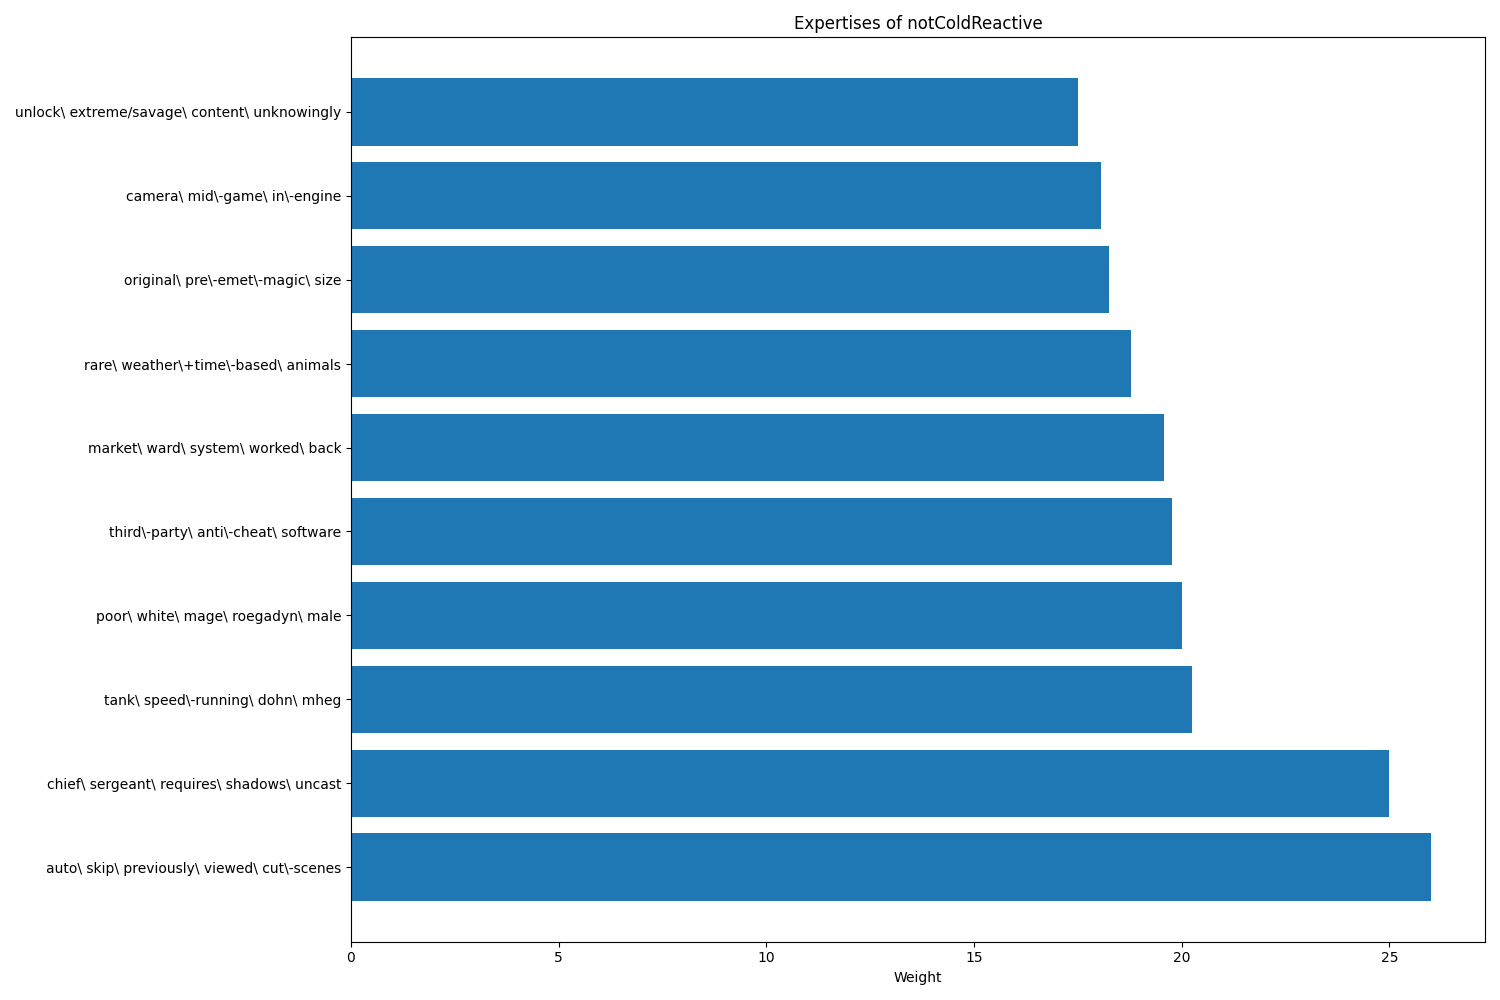 Expertises of notColdReactive
unlock\ extreme/savage\ content\ unknowingly
camera\ mid\-game\ in\-engine
original\ pre\-emet\-magic\ size
rare\ weather\+time\-based\ animals
market\ ward\ system\ worked\ back
third\-party\ anti\-cheat\ software
poor\ white\ mage\ roegadyn\ male
tank\ speed\-running\ dohn\ mheg
chief\ sergeant\ requires\ shadows\ uncast
auto\ skip\ previously\ viewed\ cut\-scenes
0 5 10 15 20 25
Weight